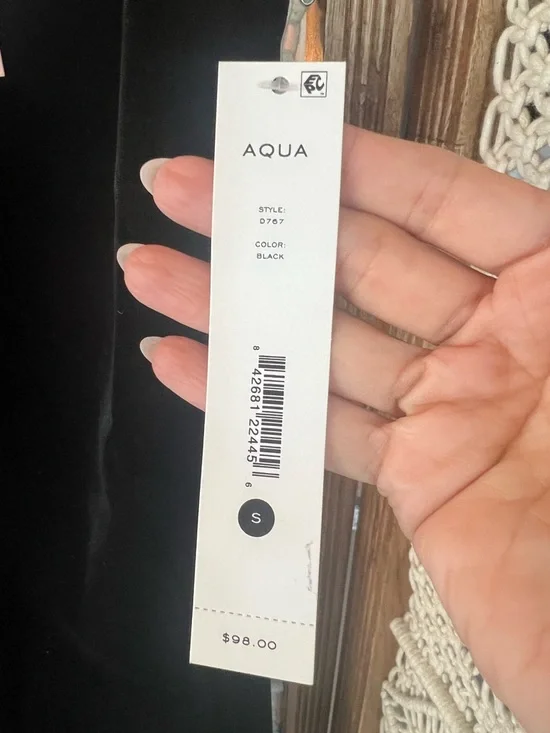 AQUA
STYLE:
D767
COLOR:
BLACK
8 42681 22445 6
S
$98.00